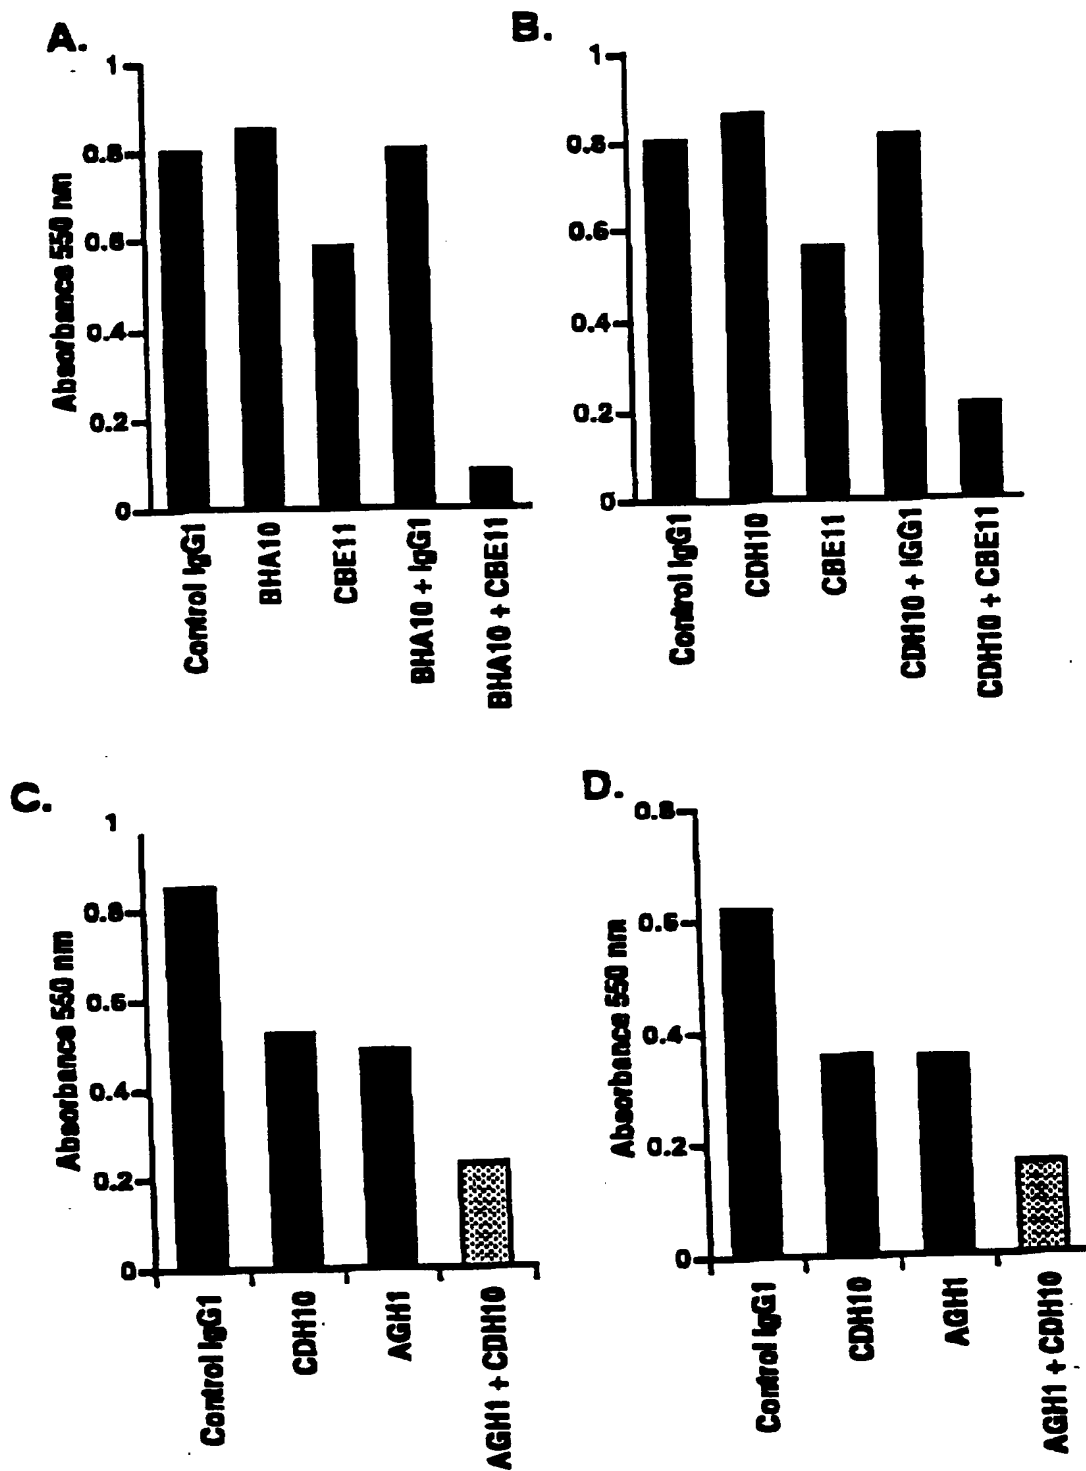 A.
Absorbance 550 nm
1
0.8
0.6
0.4
0.2
0
Control IgG1
BHA10
CBE11
BHA10 + IgG1
BHA10 + CBE11
B.
1
0.8
0.6
0.4
0.2
0
Control IgG1
CDH10
CBE11
CDH10 + IGG1
CDH10 + CBE11
C.
Absorbance 550 nm
1
0.8
0.6
0.4
0.2
0
Control IgG1
CDH10
AGH1
AGH1 + CDH10
D.
Absorbance 550 nm
0.8
0.6
0.4
0.2
0
Control IgG1
CDH10
AGH1
AGH1 + CDH10